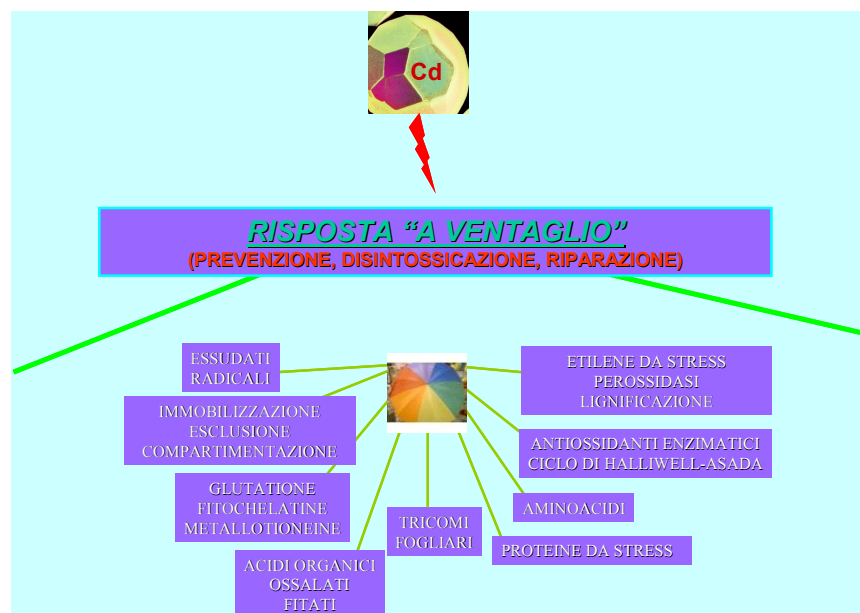 Cd
RISPOSTA “A VENTAGLIO”
(PREVENZIONE, DISINTOSSICAZIONE, RIPARAZIONE)
ESSUDATI
RADICALI
IMMOBILIZZAZIONE
ESCLUSIONE
COMPARTIMENTAZIONE
GLUTATIONE
FITOCHELATINE
METALLOTIONEINE
ACIDI ORGANICI
OSSALATI
FITATI
TRICOMI
FOGLIARI
ETILENE DA STRESS
PEROSSIDASI
LIGNIFICAZIONE
ANTIOSSIDANTI ENZIMATICI
CICLO DI HALLIWELL-ASADA
AMINOACIDI
PROTEINE DA STRESS